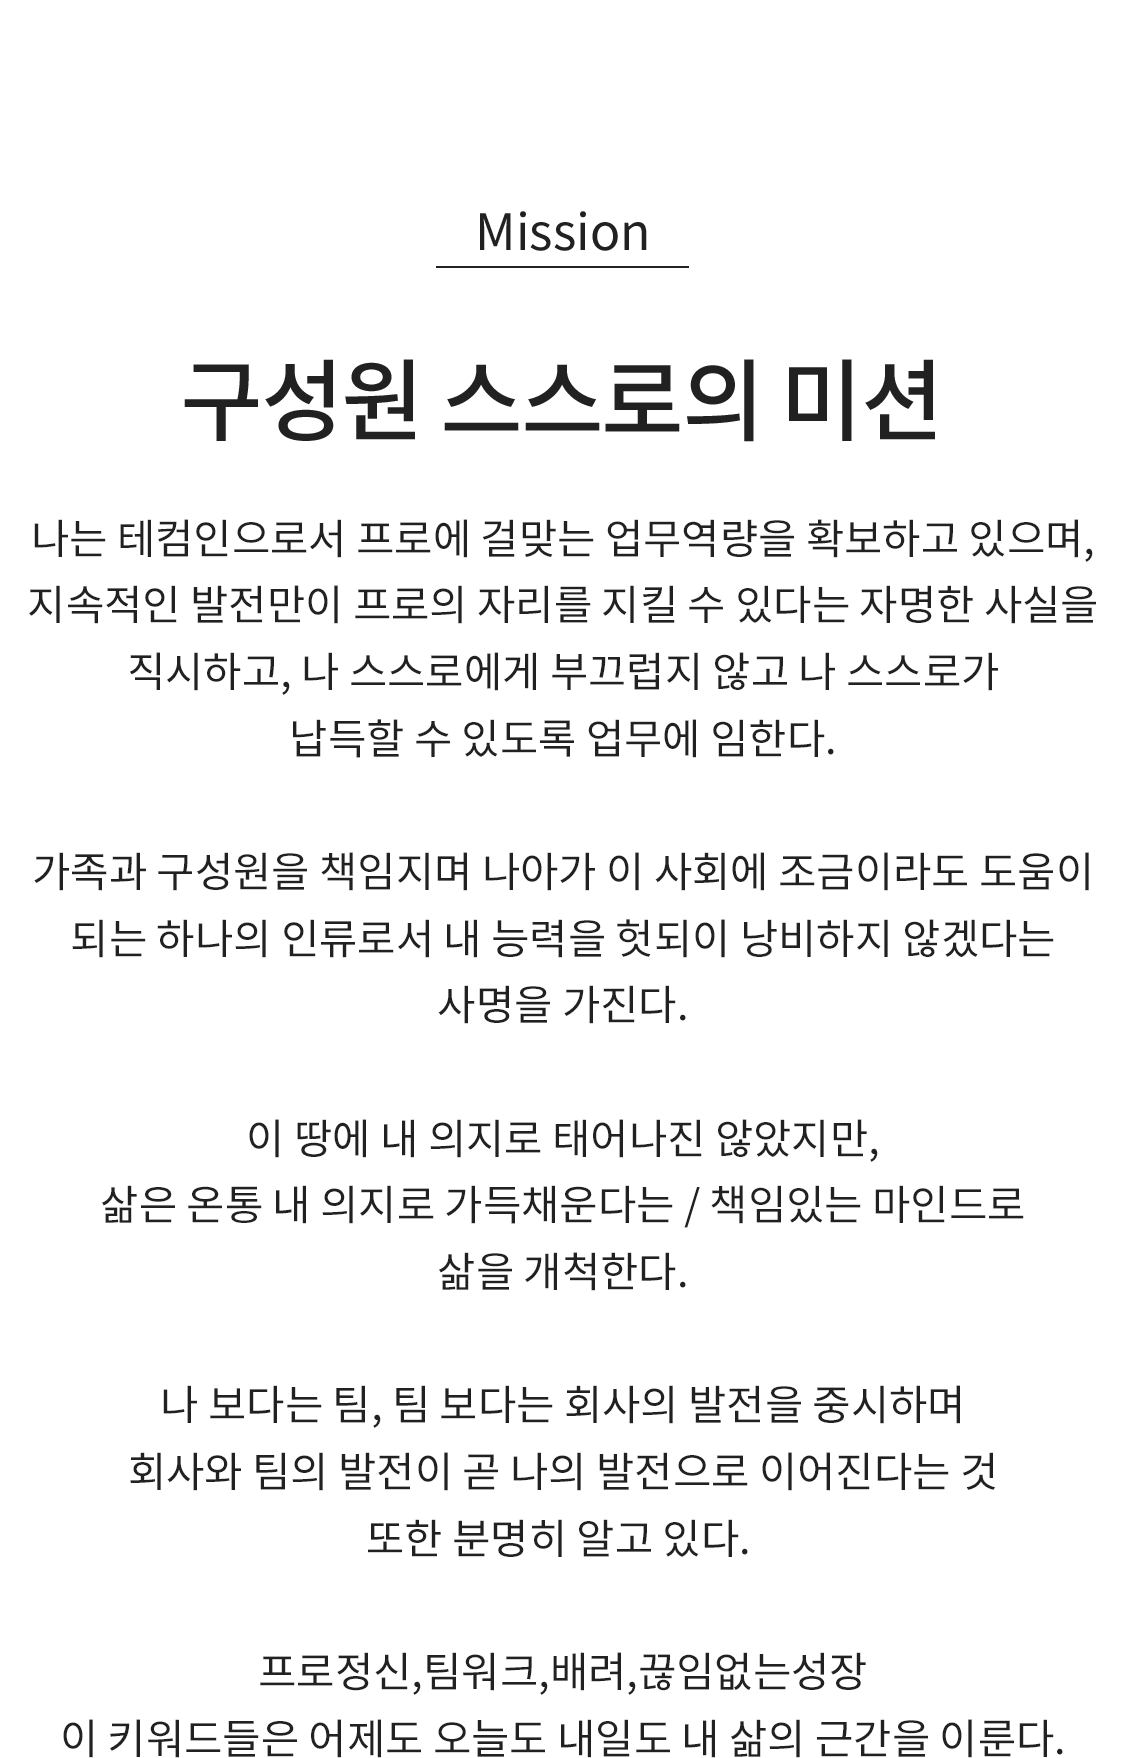 Mission
구성원 스스로의 미션
나는 테컴인으로서 프로에 걸맞는 업무역량을 확보하고 있으며,
지속적인 발전만이 프로의 자리를 지킬 수 있다는 자명한 사실을
직시하고, 나 스스로에게 부끄럽지 않고 나 스스로가
납득할 수 있도록 업무에 임한다.
가족과 구성원을 책임지며 나아가 이 사회에 조금이라도 도움이
되는 하나의 인류로서 내 능력을 헛되이 낭비하지 않겠다는
사명을 가진다.
이 땅에 내 의지로 태어나진 않았지만,
삶은 온통 내 의지로 가득채운다는 / 책임있는 마인드로
삶을 개척한다.
나 보다는 팀, 팀 보다는 회사의 발전을 중시하며
회사와 팀의 발전이 곧 나의 발전으로 이어진다는 것
또한 분명히 알고 있다.
프로정신,팀워크,배려,끊임없는성장
이 키워드들은 어제도 오늘도 내일도 내 삶의 근간을 이룬다.